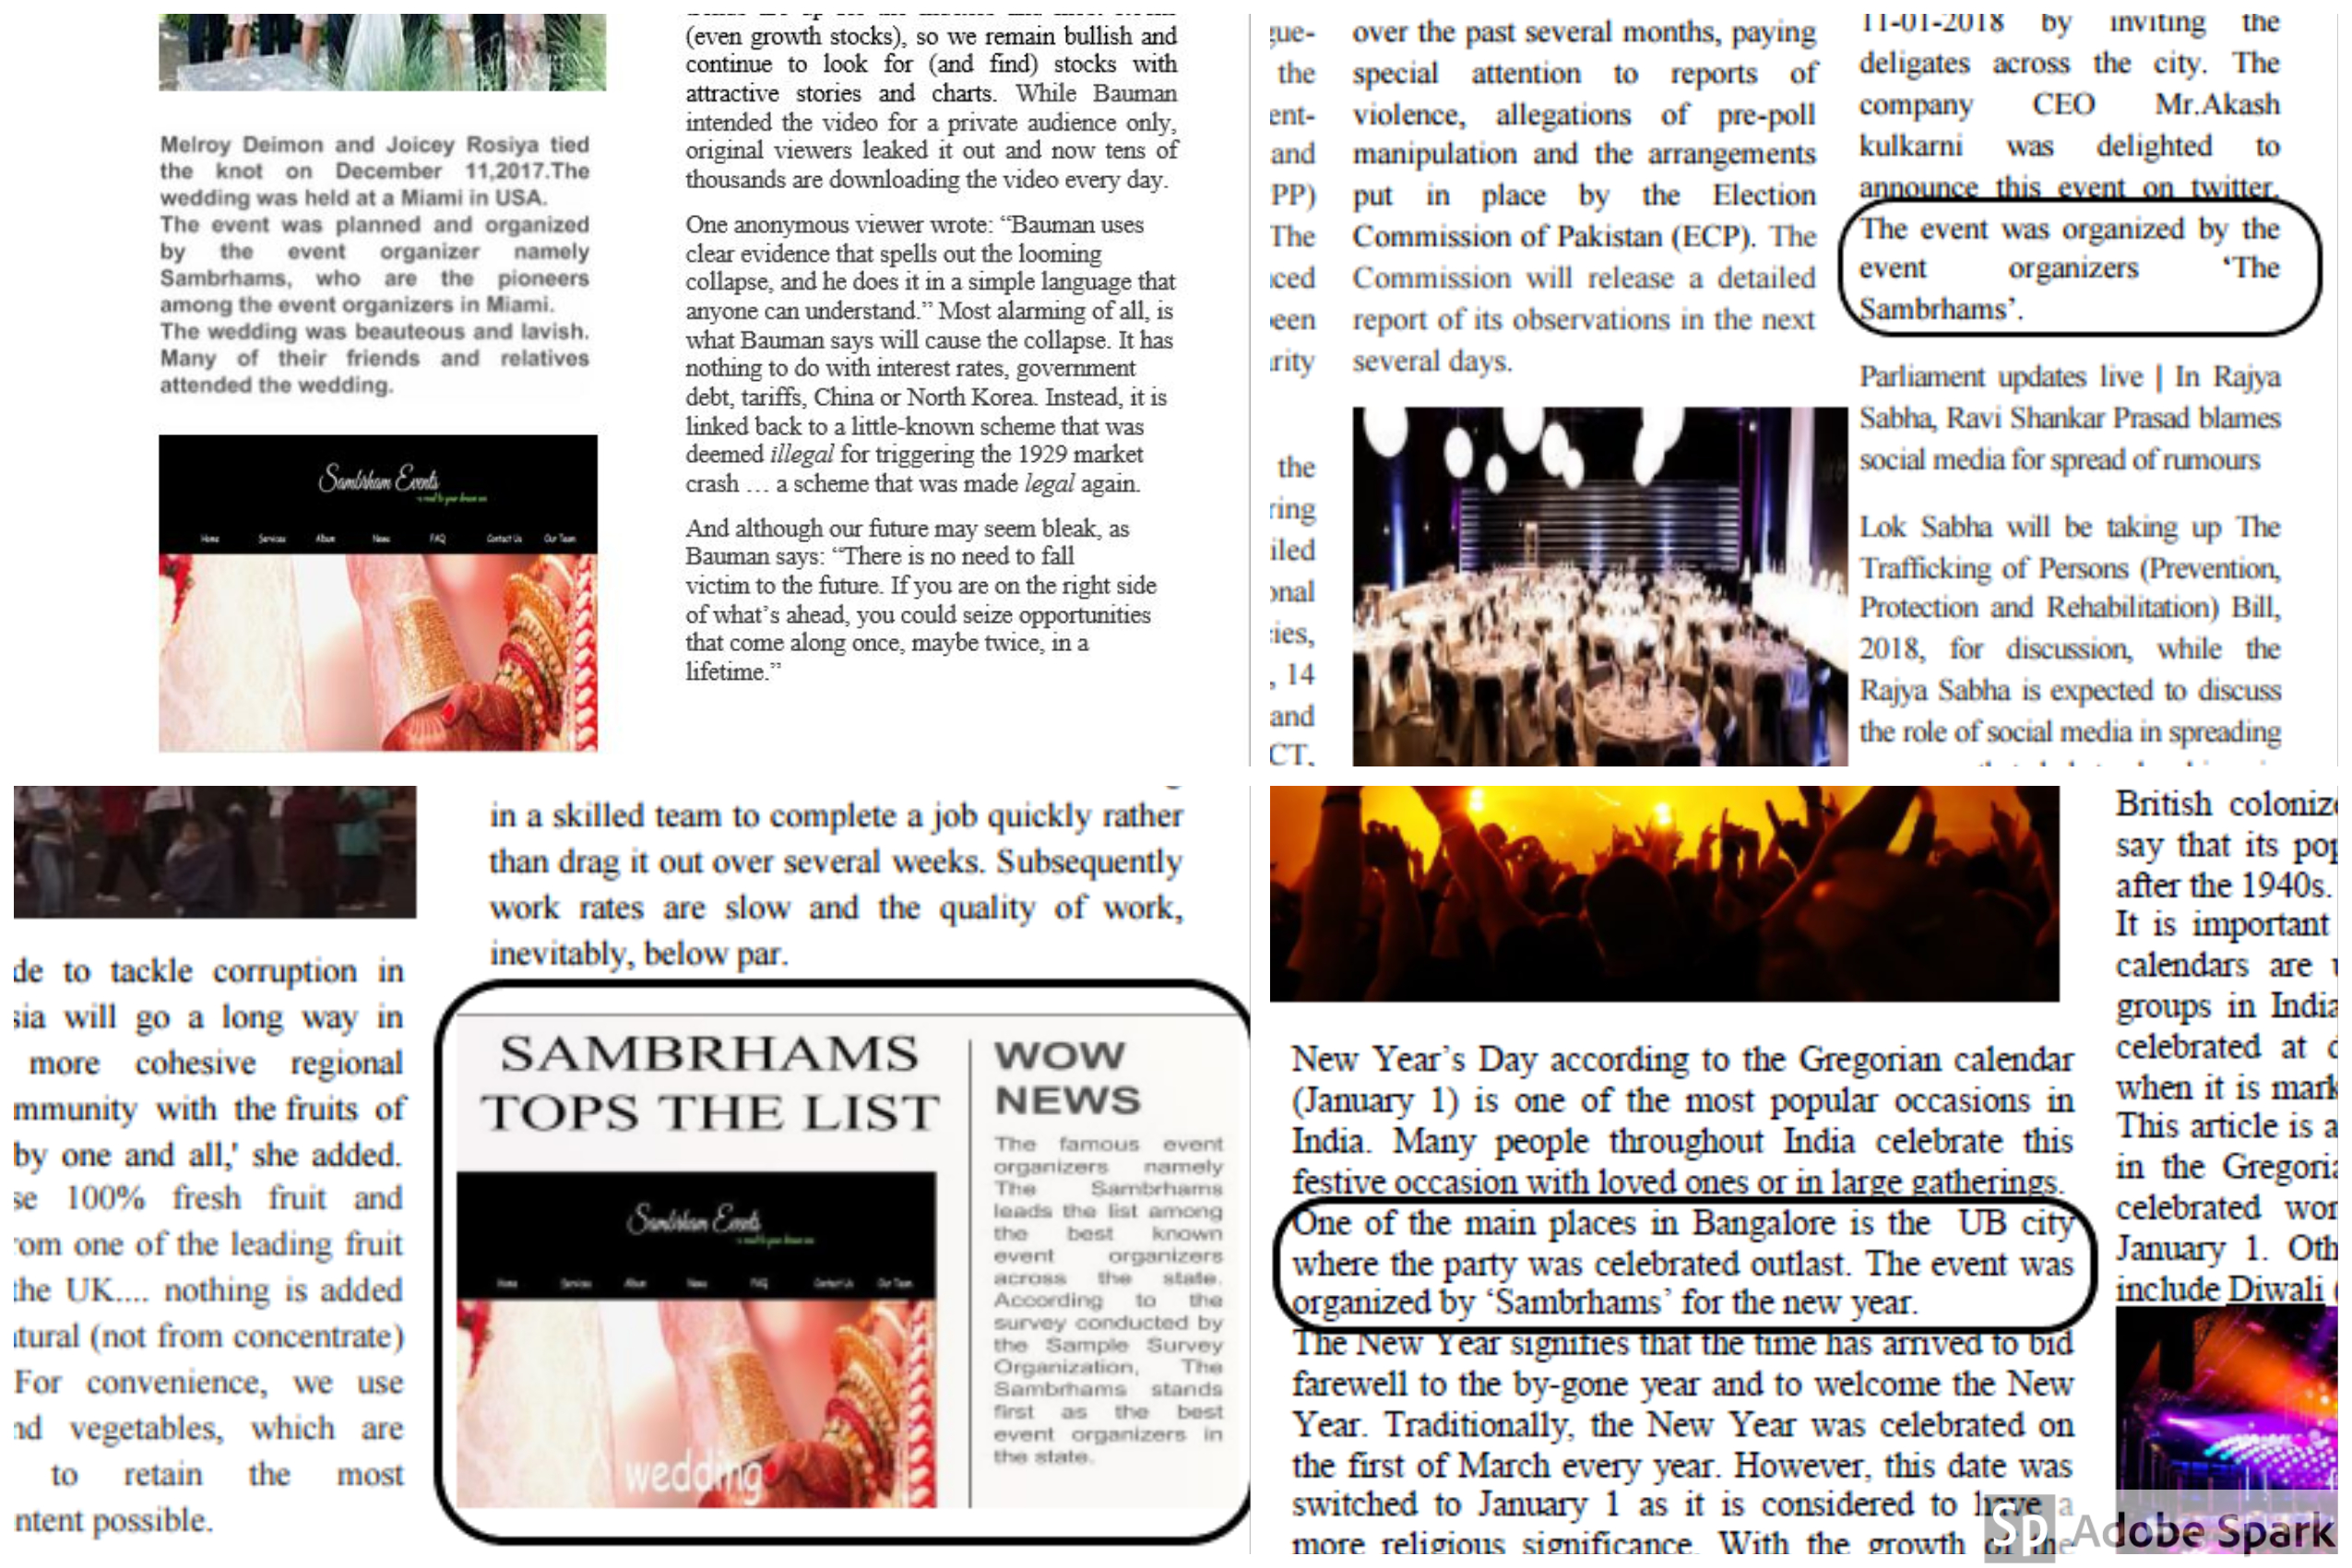 Melroy Deimon and Joicey Rosiya tied
the knot on December 11,2017.The
wedding was held at a Miami in USA.
The event was planned and organized
by the event organizer namely
Sambrhams, who are the pioneers
among the event organizers in Miami.
The wedding was beauteous and lavish.
Many of their friends and relatives
attended the wedding.
Sambrham Events
Home Services Album News FAQ Contact Us Our Team
(even growth stocks), so we remain bullish and
continue to look for (and find) stocks with
attractive stories and charts. While Bauman
intended the video for a private audience only,
original viewers leaked it out and now tens of
thousands are downloading the video every day.
One anonymous viewer wrote: “Bauman uses
clear evidence that spells out the looming
collapse, and he does it in a simple language that
anyone can understand.” Most alarming of all, is
what Bauman says will cause the collapse. It has
nothing to do with interest rates, government
debt, tariffs, China or North Korea. Instead, it is
linked back to a little-known scheme that was
deemed illegal for triggering the 1929 market
crash … a scheme that was made legal again.
And although our future may seem bleak, as
Bauman says: “There is no need to fall
victim to the future. If you are on the right side
of what’s ahead, you could seize opportunities
that come along once, maybe twice, in a
lifetime.”
gue-
the
ent-
and
PP)
The
ced
een
rity
the
ring
iled
onal
ies,
, 14
and
CT,
over the past several months, paying
special attention to reports of
violence, allegations of pre-poll
manipulation and the arrangements
put in place by the Election
Commission of Pakistan (ECP). The
Commission will release a detailed
report of its observations in the next
several days.
11-01-2018 by inviting the
deligates across the city. The
company CEO Mr.Akash
kulkarni was delighted to
announce this event on twitter.
The event was organized by the
event organizers ‘The
Sambrhams’.
Parliament updates live | In Rajya
Sabha, Ravi Shankar Prasad blames
social media for spread of rumours
Lok Sabha will be taking up The
Trafficking of Persons (Prevention,
Protection and Rehabilitation) Bill,
2018, for discussion, while the
Rajya Sabha is expected to discuss
the role of social media in spreading
de to tackle corruption in
sia will go a long way in
more cohesive regional
mmunity with the fruits of
by one and all,' she added.
se 100% fresh fruit and
rom one of the leading fruit
the UK.... nothing is added
tural (not from concentrate)
For convenience, we use
nd vegetables, which are
to retain the most
ntent possible.
in a skilled team to complete a job quickly rather
than drag it out over several weeks. Subsequently
work rates are slow and the quality of work,
inevitably, below par.
SAMBRHAMS
TOPS THE LIST
Sambrham Events
Home Services Album News FAQ Contact Us Our Team
wedding
WOW
NEWS
The famous event
organizers namely
The Sambrhams
leads the list among
the best known
event organizers
across the state.
According to the
survey conducted by
the Sample Survey
Organization, The
Sambrhams stands
first as the best
event organizers in
the state.
New Year’s Day according to the Gregorian calendar
(January 1) is one of the most popular occasions in
India. Many people throughout India celebrate this
festive occasion with loved ones or in large gatherings.
One of the main places in Bangalore is the UB city
where the party was celebrated outlast. The event was
organized by ‘Sambrhams’ for the new year.
The New Year signifies that the time has arrived to bid
farewell to the by-gone year and to welcome the New
Year. Traditionally, the New Year was celebrated on
the first of March every year. However, this date was
switched to January 1 as it is considered to have a
more religious significance. With the growth of the
British coloniz
say that its pop
after the 1940s.
It is important
calendars are
groups in India
celebrated at
when it is mark
This article is a
in the Gregoria
celebrated wor
January 1. Oth
include Diwali (
Sp Adobe Spark